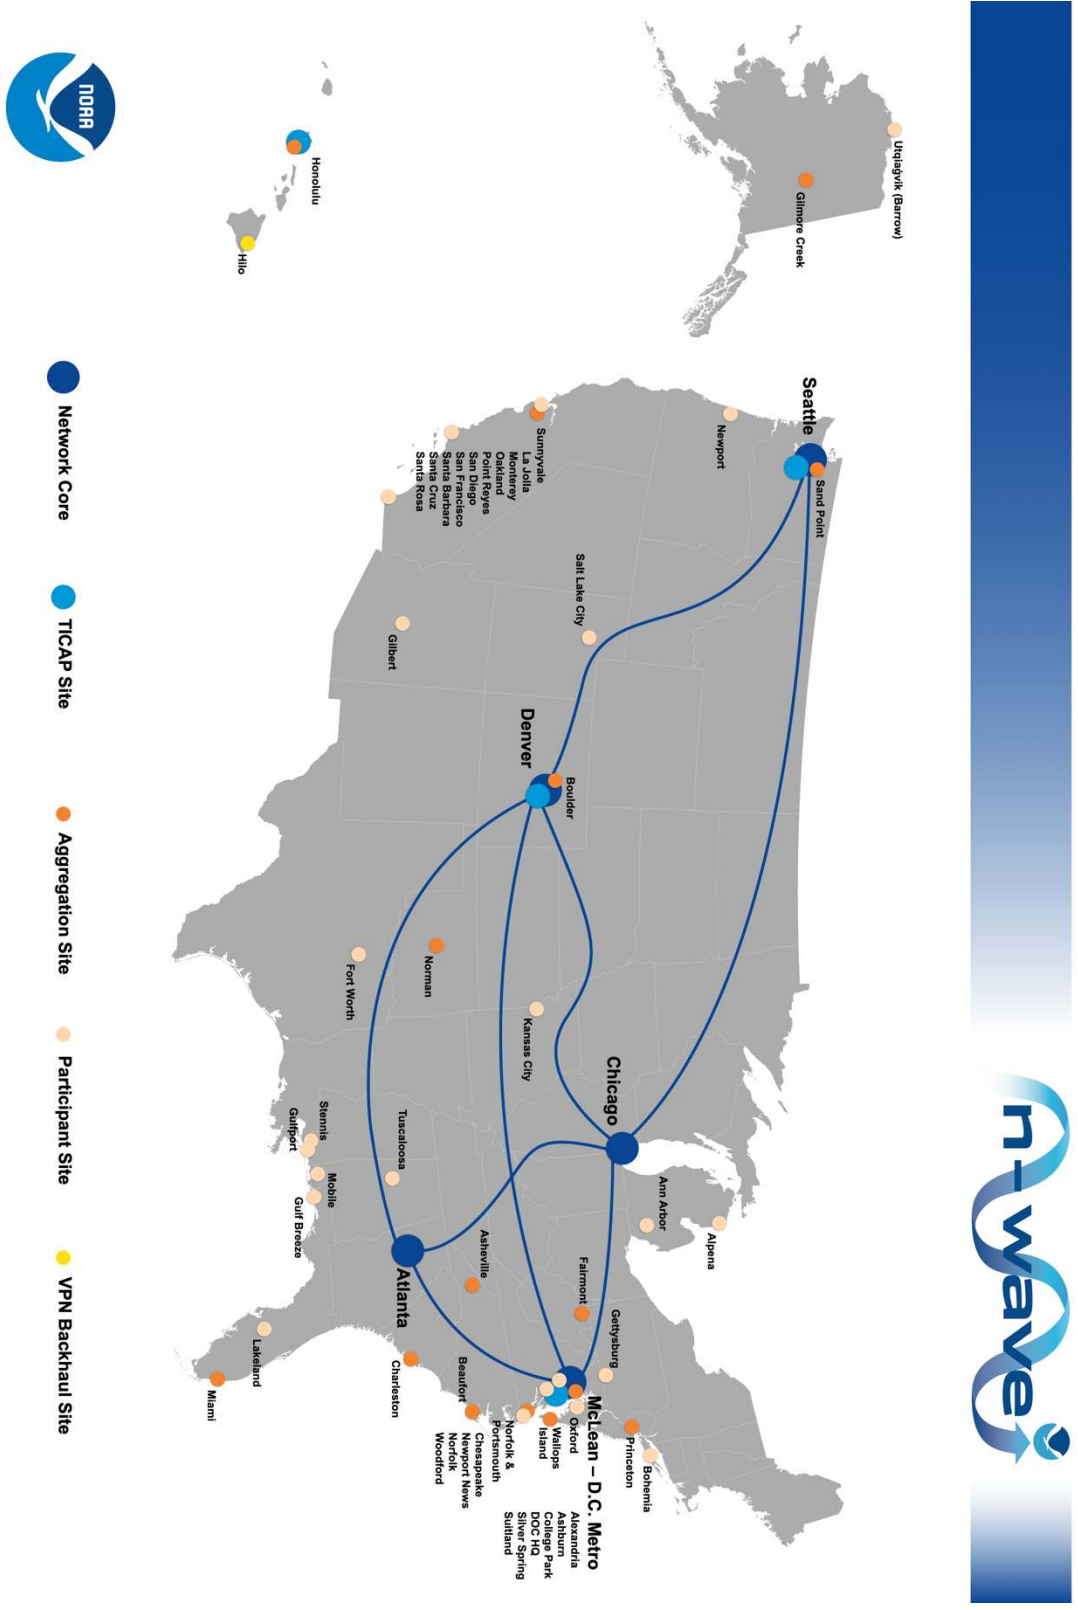 n-wave
NOAA
Utqiaġvik (Barrow)
Gilmore Creek
Honolulu
Hilo
Seattle
Sand Point
Newport
Sunnyvale
La Jolla
Monterey
Oakland
Point Reyes
San Diego
San Francisco
Santa Barbara
Santa Cruz
Santa Rosa
Salt Lake City
Gilbert
Denver
Boulder
Norman
Fort Worth
Kansas City
Chicago
Ann Arbor
Alpena
Stennis
Gulfport
Mobile
Gulf Breeze
Tuscaloosa
Atlanta
Asheville
Fairmont
Gettysburg
Lakeland
Miami
Charleston
Beaufort
McLean – D.C. Metro
Alexandria
Ashburn
College Park
DOC HQ
Silver Spring
Suitland
Princeton
Bohemia
Oxford
Wallops
Island
Norfolk &
Portsmouth
Chesapeake
Newport News
Norfolk
Woodford
Network Core
TICAP Site
Aggregation Site
Participant Site
VPN Backhaul Site